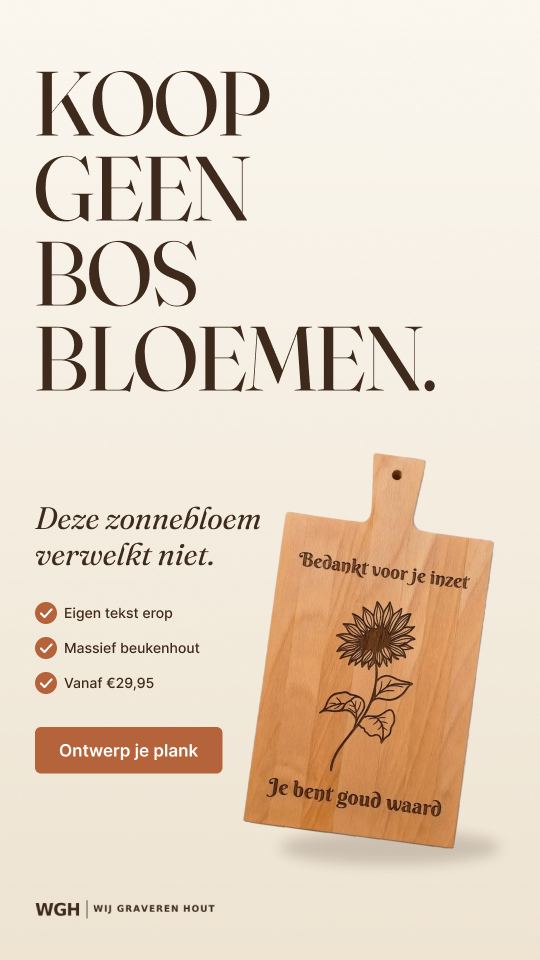 KOOP
GEEN
BOS
BLOEMEN.
Deze zonnebloem
verwelkt niet.
Eigen tekst erop
Massief beukenhout
Vanaf €29,95
Ontwerp je plank
Bedankt voor je inzet
Je bent goud waard
WGH | WIJ GRAVEREN HOUT